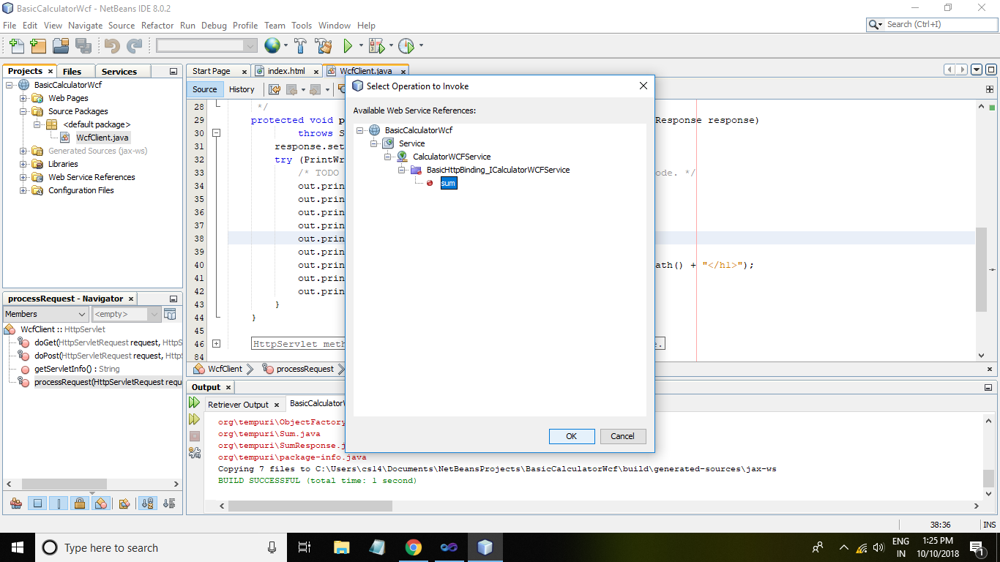 BasicCalculatorWcf - NetBeans IDE 8.0.2
File Edit View Navigate Source Refactor Run Debug Profile Team Tools Window Help
Search (Ctrl+I)
Projects × Files Services
BasicCalculatorWcf
Web Pages
Source Packages
<default package>
WcfClient.java
Generated Sources (jax-ws)
Libraries
Web Service References
Configuration Files
processRequest - Navigator ×
Members <empty>
WcfClient :: HttpServlet
doGet(HttpServletRequest request, HttpS
doPost(HttpServletRequest request, Http
getServletInfo() : String
processRequest(HttpServletRequest requ
Start Page × index.html × WcfClient.java ×
Source History
28 */
29 protected void p Response response)
30 throws S
31 response.set
32 try (PrintWr
33 /* TODO ode. */
34 out.prin
35 out.prin
36 out.prin
37 out.prin
38 out.prin
39 out.prin
40 out.prin ath() + "</h1>");
41 out.prin
42 out.prin
43 }
44 }
45
46 HttpServlet meth e.
84
WcfClient processRequest
Select Operation to Invoke
Available Web Service References:
BasicCalculatorWcf
Service
CalculatorWCFService
BasicHttpBinding_ICalculatorWCFService
sum
OK Cancel
Output ×
Retriever Output × BasicCalculatorW
org\tempuri\ObjectFactory
org\tempuri\Sum.java
org\tempuri\SumResponse.j
org\tempuri\package-info.java
Copying 7 files to C:\Users\csl4\Documents\NetBeansProjects\BasicCalculatorWcf\build\generated-sources\jax-ws
BUILD SUCCESSFUL (total time: 1 second)
38:36 INS
Type here to search
ENG
IN
1:25 PM
10/10/2018
1